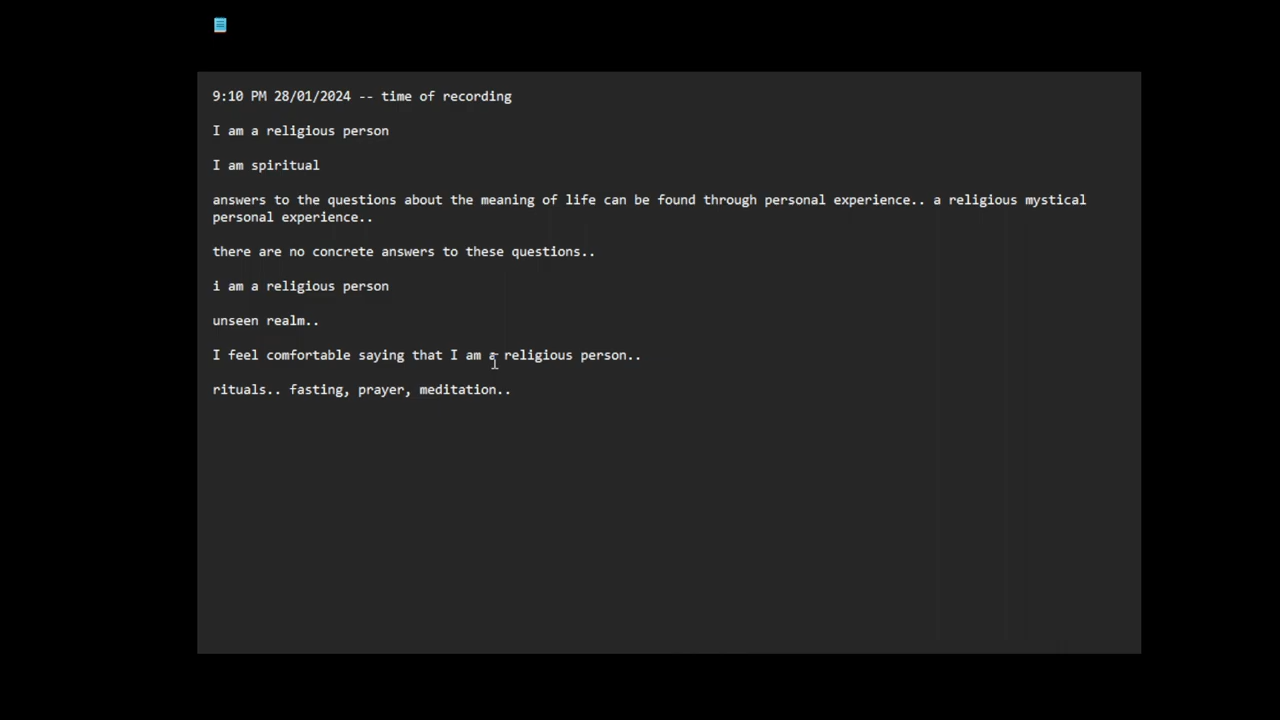 9:10 PM 28/01/2024 -- time of recording
I am a religious person
I am spiritual
answers to the questions about the meaning of life can be found through personal experience.. a religious mystical
personal experience..
there are no concrete answers to these questions..
i am a religious person
unseen realm..
I feel comfortable saying that I am a religious person..
rituals.. fasting, prayer, meditation..